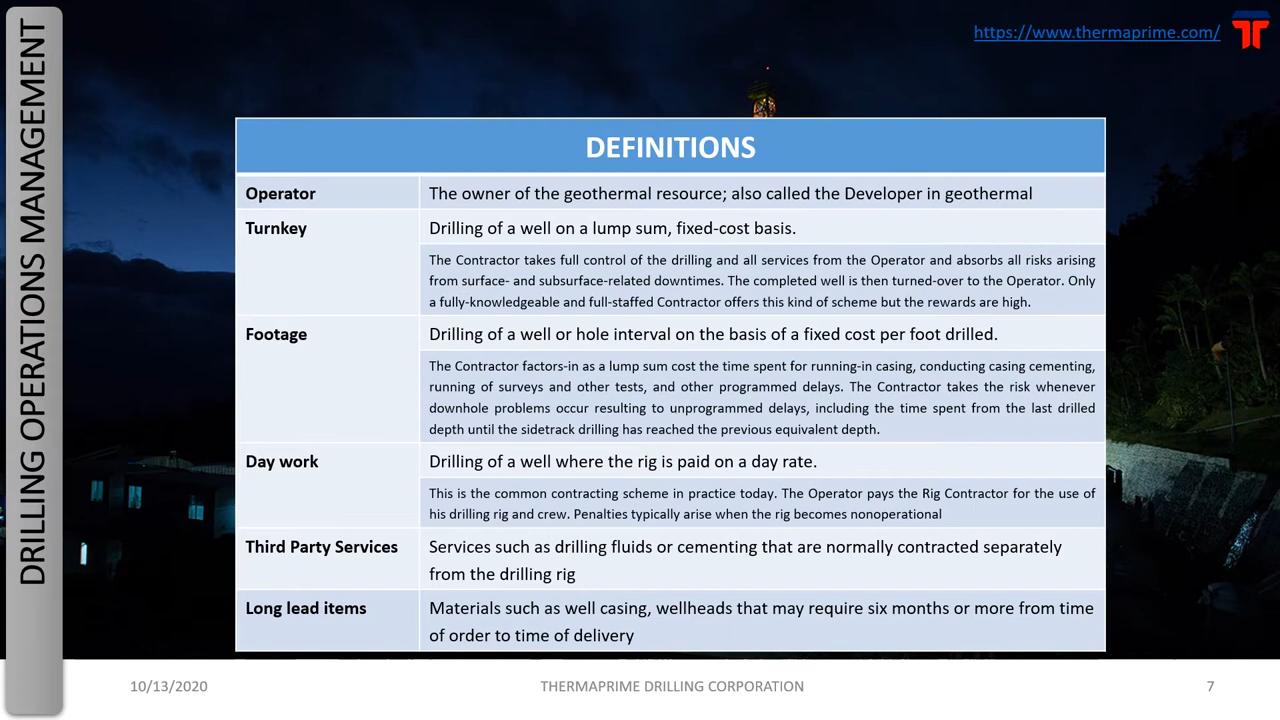 DRILLING OPERATIONS MANAGEMENT
https://www.thermaprime.com/
DEFINITIONS
Operator
The owner of the geothermal resource; also called the Developer in geothermal
Turnkey
Drilling of a well on a lump sum, fixed-cost basis.
The Contractor takes full control of the drilling and all services from the Operator and absorbs all risks arising
from surface- and subsurface-related downtimes. The completed well is then turned-over to the Operator. Only
a fully-knowledgeable and full-staffed Contractor offers this kind of scheme but the rewards are high.
Footage
Drilling of a well or hole interval on the basis of a fixed cost per foot drilled.
The Contractor factors-in as a lump sum cost the time spent for running-in casing, conducting casing cementing,
running of surveys and other tests, and other programmed delays. The Contractor takes the risk whenever
downhole problems occur resulting to unprogrammed delays, including the time spent from the last drilled
depth until the sidetrack drilling has reached the previous equivalent depth.
Day work
Drilling of a well where the rig is paid on a day rate.
This is the common contracting scheme in practice today. The Operator pays the Rig Contractor for the use of
his drilling rig and crew. Penalties typically arise when the rig becomes nonoperational
Third Party Services
Services such as drilling fluids or cementing that are normally contracted separately
from the drilling rig
Long lead items
Materials such as well casing, wellheads that may require six months or more from time
of order to time of delivery
10/13/2020
THERMAPRIME DRILLING CORPORATION
7